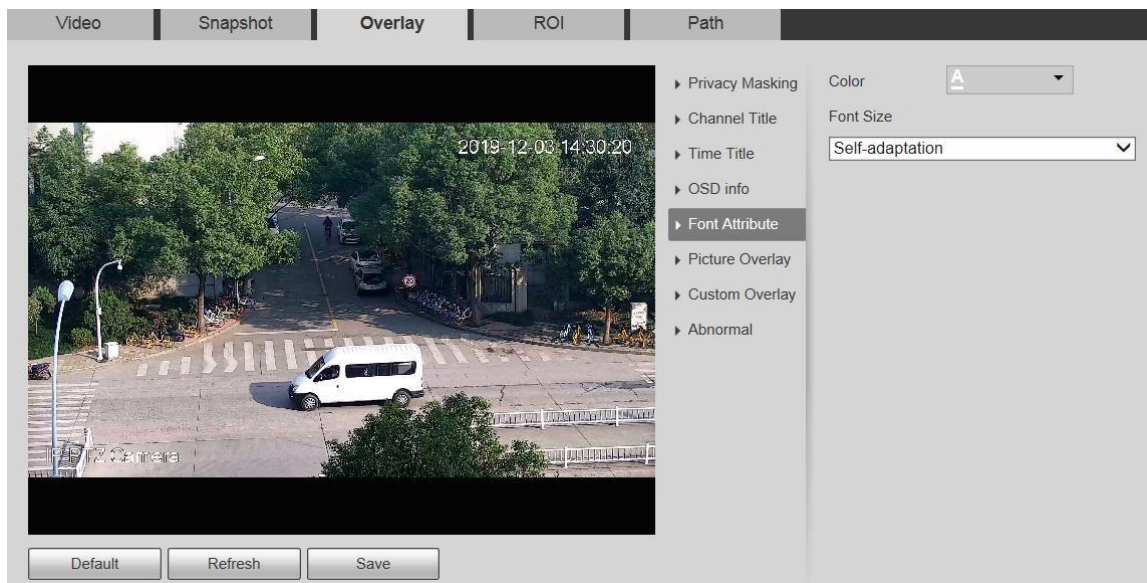 Video
Snapshot
Overlay
ROI
Path
2019-12-03 14:30:20
IP PTZ Camera
Privacy Masking
Channel Title
Time Title
OSD info
Font Attribute
Picture Overlay
Custom Overlay
Abnormal
Color
A
Font Size
Self-adaptation
Default
Refresh
Save